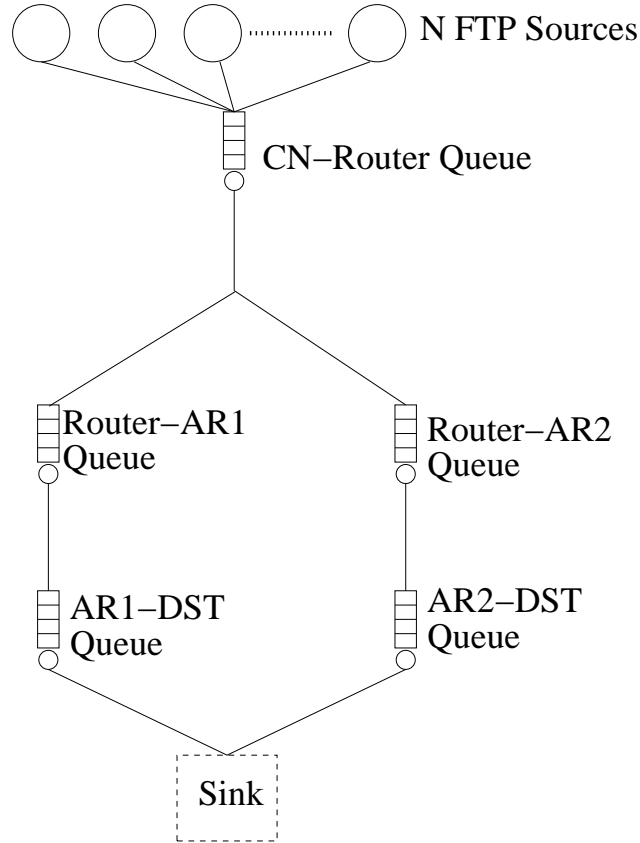 N FTP Sources
CN–Router Queue
Router–AR1
Queue
Router–AR2
Queue
AR1–DST
Queue
AR2–DST
Queue
Sink